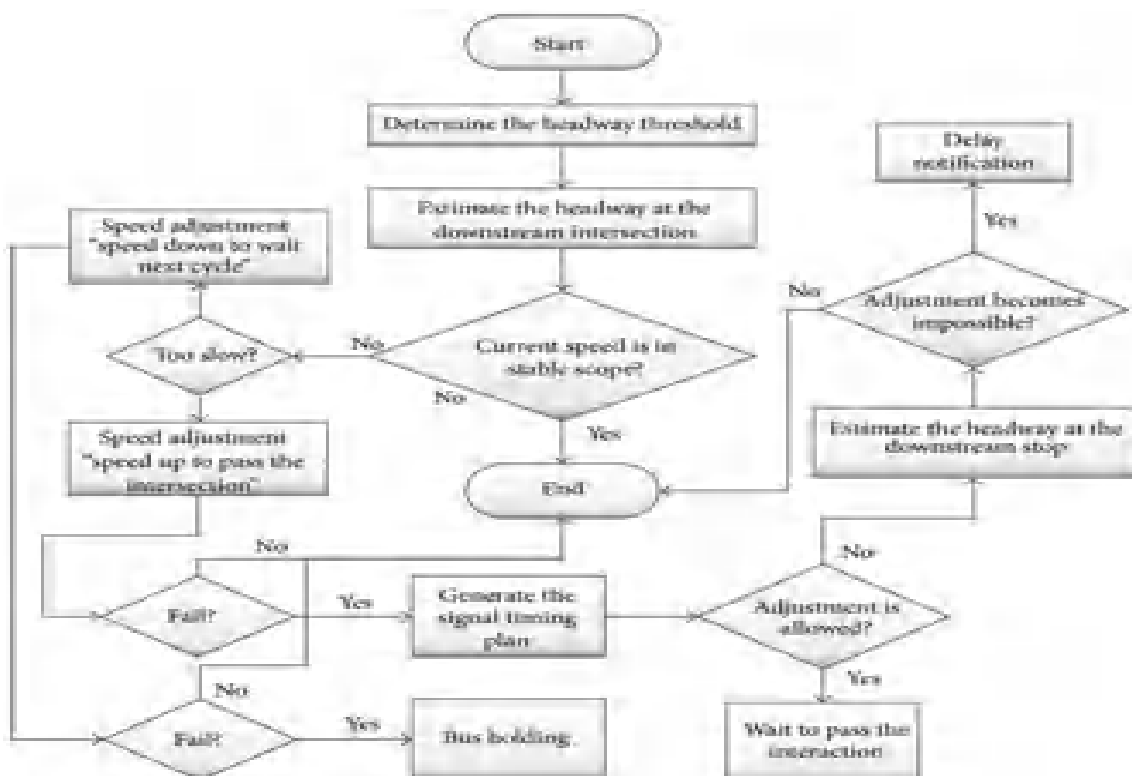 Start
Determine the headway threshold
Delay
notification
Estimate the headway at the
downstream intersection
Yes
Speed adjustment
"speed down to wait
next cycle"
No
Adjustment becomes
impossible?
Too slow?
No
Current speed is in
stable scope?
No
Speed adjustment
"speed up to pass the
intersection"
Yes
Estimate the headway at the
downstream stop
End
No
No
Fail?
Yes
Generate the
signal timing
plan
Adjustment is
allowed?
No
Yes
Fail?
Yes
Bus holding
Wait to pass the
interaction